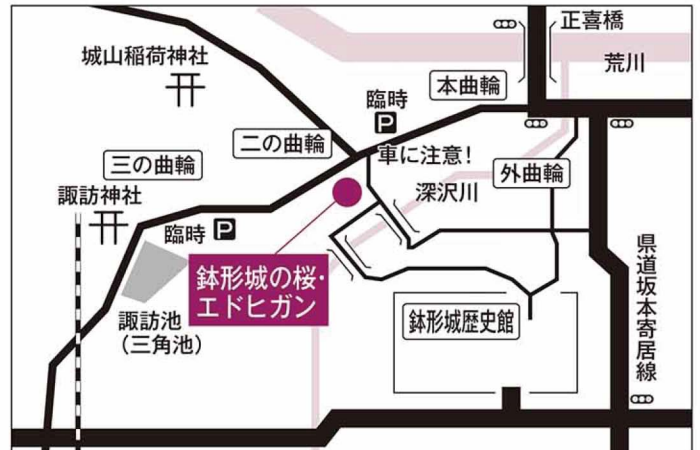 正喜橋
荒川
城山稲荷神社
本曲輪
臨時
P
二の曲輪
車に注意!
三の曲輪
外曲輪
深沢川
諏訪神社
臨時 P
鉢形城の桜・
エドヒガン
県道坂本寄居線
鉢形城歴史館
諏訪池
(三角池)